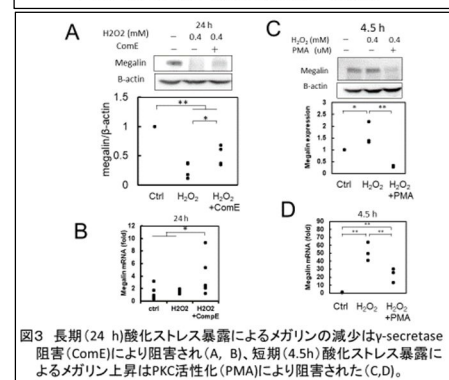 A
24 h
H2O2 (mM) － 0.4 0.4
ComE － － +
Megalin
B-actin
megalin/β-actin
1.5
1
0.5
0
**
*
Ctrl H₂O₂ H₂O₂
+ComE
B
24 h
Megalin mRNA (fold)
10
8
6
4
2
0
*
ctrl H2O2 H2O2
+CompE
C
4.5 h
H₂O₂ (mM) － 0.4 0.4
PMA (uM) － － +
Megalin
B-actin
Megalin expression
* **
Ctrl H₂O₂ H₂O₂
+PMA
D
4.5 h
Megalin mRNA (fold)
90
80
70
60
50
40
30
20
10
0
**
** **
ctrl H₂O₂ H₂O₂
+PMA
図3 長期(24 h)酸化ストレス暴露によるメガリンの減少はγ-secretase
阻害(ComE)により阻害され(A, B)、短期(4.5h)酸化ストレス暴露に
よるメガリン上昇はPKC活性化(PMA)により阻害された(C,D)。